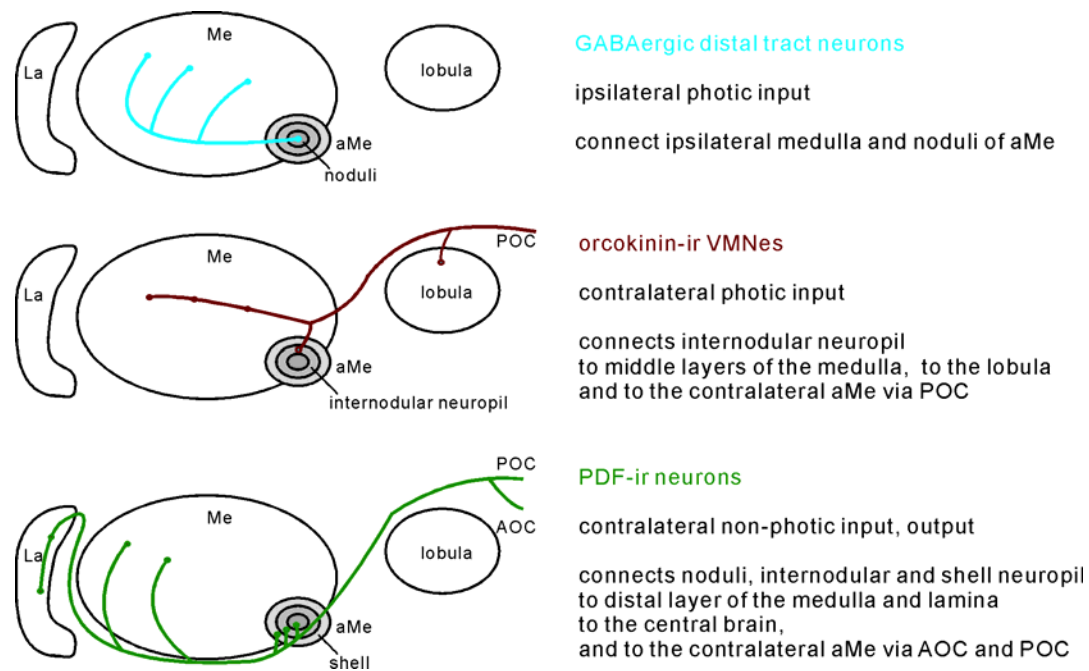 Me
La
lobula
aMe
noduli
GABAergic distal tract neurons
ipsilateral photic input
connect ipsilateral medulla and noduli of aMe
POC
Me
La
lobula
aMe
internodular neuropil
orcokinin-ir VMNes
contralateral photic input
connects internodular neuropil
to middle layers of the medulla, to the lobula
and to the contralateral aMe via POC
POC
Me
AOC
La
lobula
aMe
shell
PDF-ir neurons
contralateral non-photic input, output
connects noduli, internodular and shell neuropil
to distal layer of the medulla and lamina
to the central brain,
and to the contralateral aMe via AOC and POC